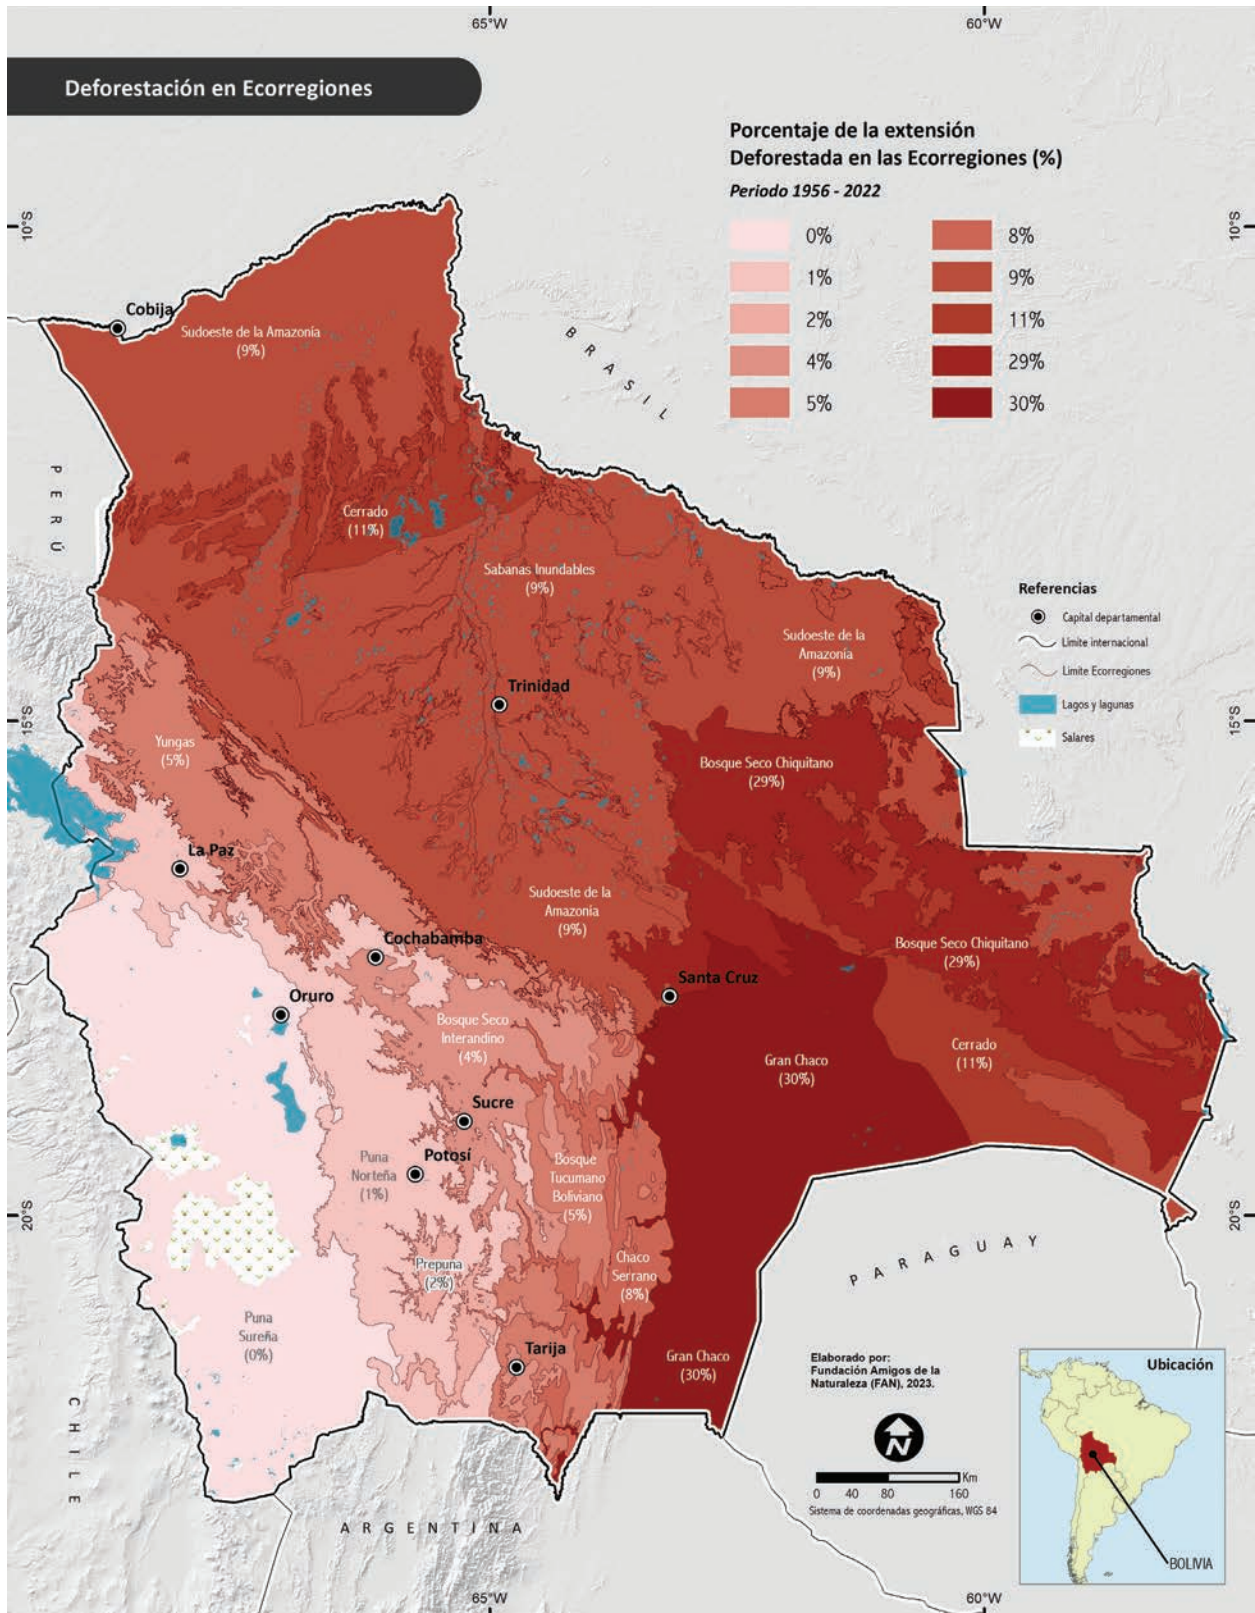 65°W
60°W
Deforestación en Ecorregiones
Porcentaje de la extensión
Deforestada en las Ecorregiones (%)
Periodo 1956 - 2022
0%
8%
1%
9%
2%
11%
4%
29%
5%
30%
10°S
10°S
Cobija
Sudoeste de la Amazonía
(9%)
BRASIL
PERÚ
Cerrado
(11%)
Sabanas Inundables
(9%)
Referencias
Capital departamental
Límite internacional
Límite Ecorregiones
Lagos y lagunas
Salares
Sudoeste de la
Amazonía
(9%)
Trinidad
15°S
15°S
Yungas
(5%)
Bosque Seco Chiquitano
(29%)
La Paz
Sudoeste de la
Amazonía
(9%)
Cochabamba
Bosque Seco Chiquitano
(29%)
Santa Cruz
Oruro
Bosque Seco
Interandino
(4%)
Gran Chaco
(30%)
Cerrado
(11%)
Sucre
Potosí
Puna
Norteña
(1%)
Bosque
Tucumano
Boliviano
(5%)
20°S
20°S
Prepuna
(2%)
Chaco
Serrano
(8%)
PARAGUAY
Puna
Sureña
(0%)
Tarija
Gran Chaco
(30%)
Elaborado por:
Fundación Amigos de la
Naturaleza (FAN), 2023.
Ubicación
CHILE
N
Km
0 40 80 160
Sistema de coordenadas geográficas, WGS 84
ARGENTINA
BOLIVIA
65°W
60°W